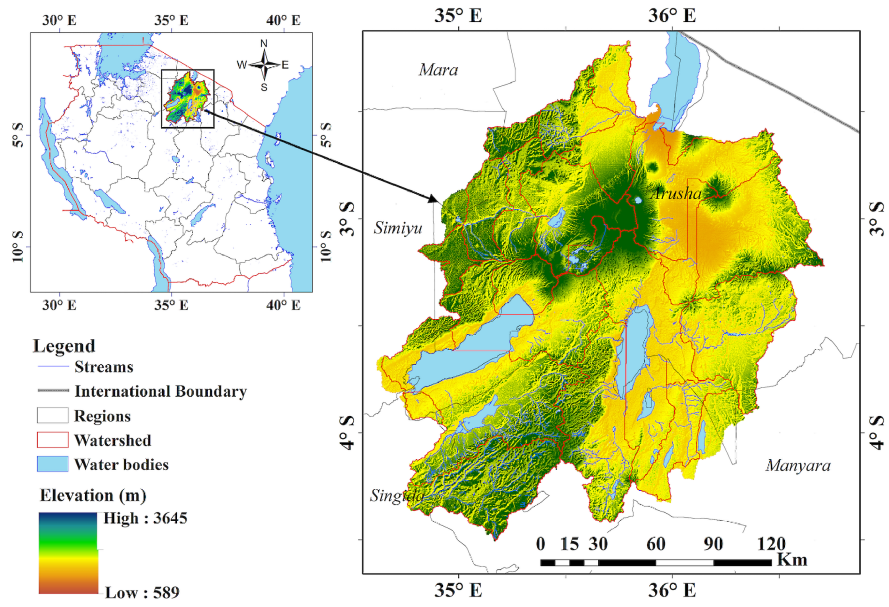 30° E 35° E 40° E
N
W E
S
5°S
10°S
30° E 35° E 40° E
35° E 36° E
Mara
Arusha
Simiyu
Manyara
Singida
3° S
4° S
3° S
4° S
0 15 30 60 90 120
Km
35° E 36° E
5° S
10° S
Legend
Streams
International Boundary
Regions
Watershed
Water bodies
Elevation (m)
High : 3645
Low : 589